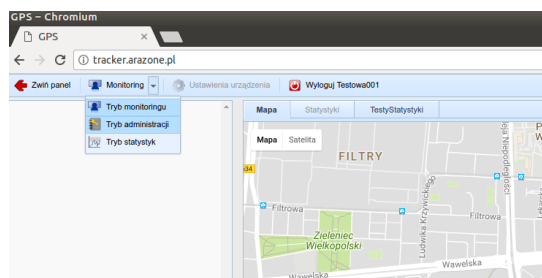 GPS – Chromium
GPS ×
tracker.arazone.pl
Zwiń panel Monitoring Ustawienia urządzenia Wyloguj Testowa001
Tryb monitoringu
Tryb administracji
Tryb statystyk
Mapa Statystyki TestyStatystyki
Mapa Satelita
FILTRY
34
Filtrowa
Ludwika Krzywickiego
Filtrowa
Zieleniec
Wielkopolski
Wawelska
Wawelska